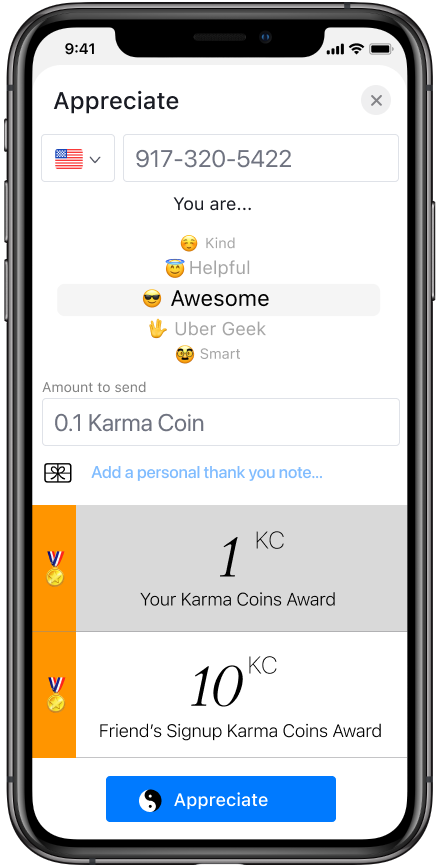 9:41
Appreciate
917-320-5422
You are...
Kind
Helpful
Awesome
Uber Geek
Smart
Amount to send
0.1 Karma Coin
Add a personal thank you note...
1 KC
Your Karma Coins Award
10 KC
Friend’s Signup Karma Coins Award
Appreciate